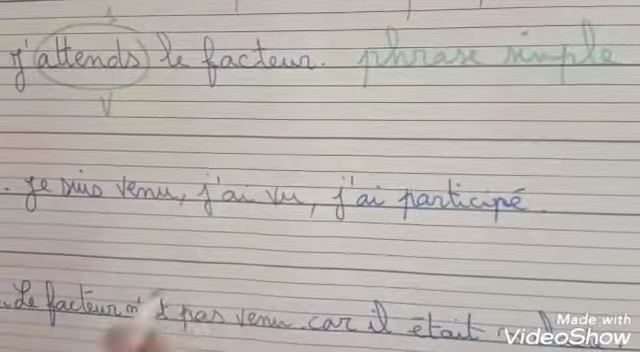 j'attends le facteur. phrase simple
V
. Je suis venu, j'ai vu, j'ai participé.
. Le facteur pas venu car il était
Made with
VideoShow